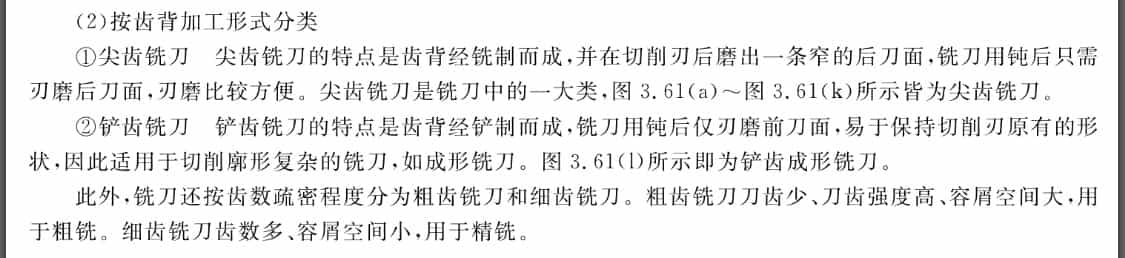 (2)按齿背加工形式分类
①尖齿铣刀　尖齿铣刀的特点是齿背经铣制而成,并在切削刃后磨出一条窄的后刀面,铣刀用钝后只需
刃磨后刀面,刃磨比较方便。尖齿铣刀是铣刀中的一大类,图 3.61(a)～图 3.61(k)所示皆为尖齿铣刀。
②铲齿铣刀　铲齿铣刀的特点是齿背经铲制而成,铣刀用钝后仅刃磨前刀面,易于保持切削刃原有的形
状,因此适用于切削廓形复杂的铣刀,如成形铣刀。图 3.61(l)所示即为铲齿成形铣刀。
此外,铣刀还按齿数疏密程度分为粗齿铣刀和细齿铣刀。粗齿铣刀刀齿少、刀齿强度高、容屑空间大,用
于粗铣。细齿铣刀齿数多、容屑空间小,用于精铣。